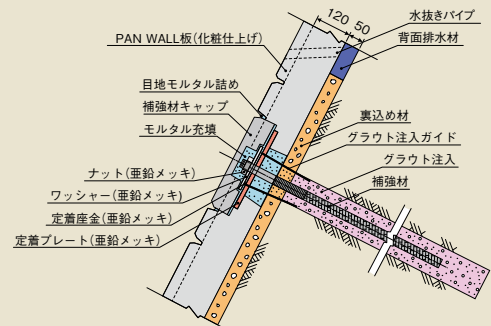 120 50
水抜きパイプ
背面排水材
PAN WALL板(化粧仕上げ)
目地モルタル詰め
補強材キャップ
モルタル充填
裏込め材
グラウト注入ガイド
グラウト注入
補強材
ナット(亜鉛メッキ)
ワッシャー(亜鉛メッキ)
定着座金(亜鉛メッキ)
定着プレート(亜鉛メッキ)